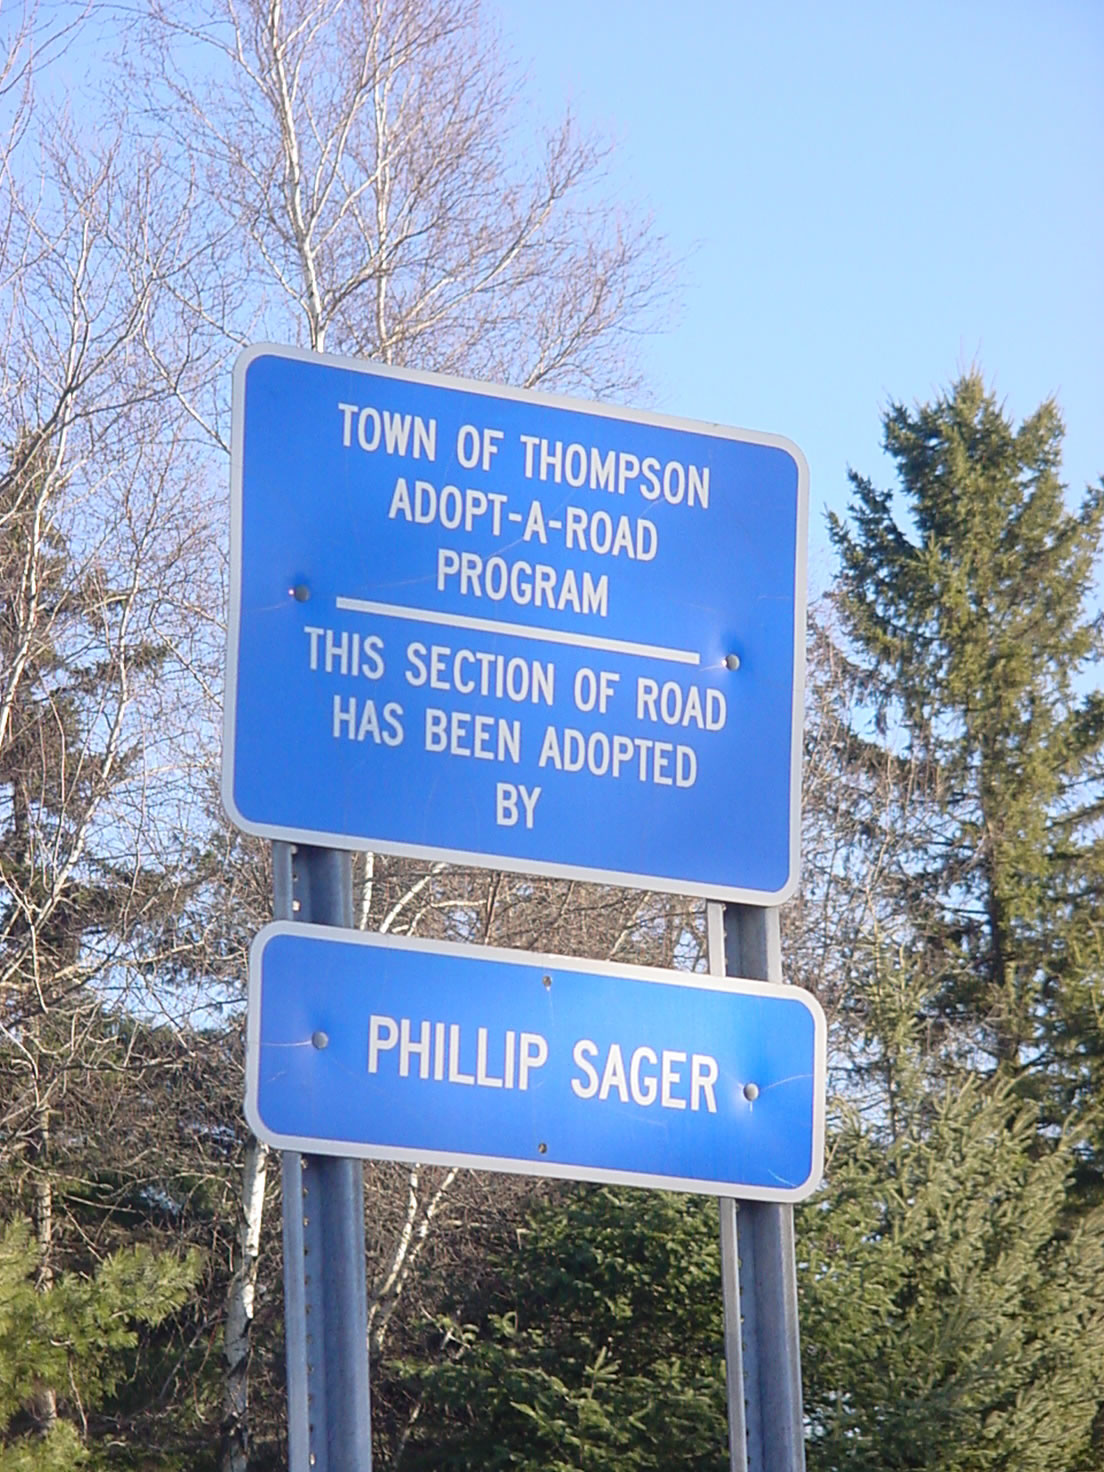 TOWN OF THOMPSON
ADOPT-A-ROAD
PROGRAM
THIS SECTION OF ROAD
HAS BEEN ADOPTED
BY
PHILLIP SAGER